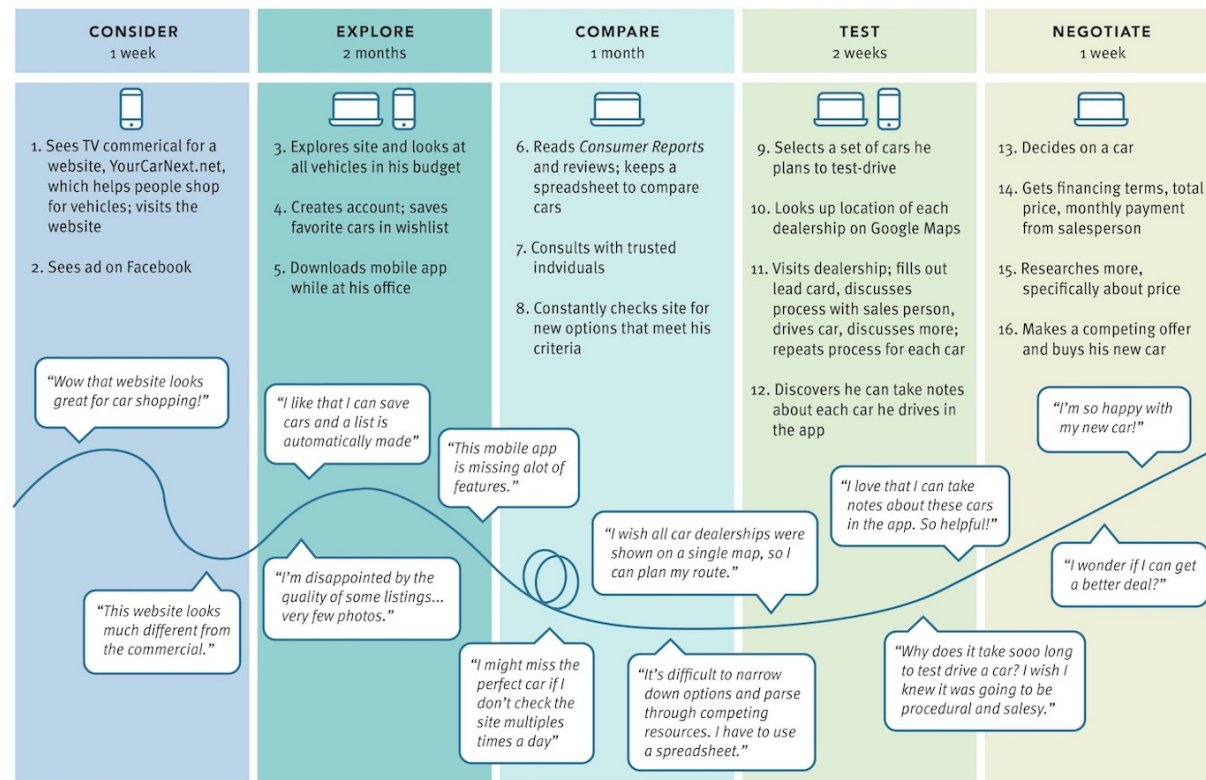 CONSIDER
1 week
EXPLORE
2 months
COMPARE
1 month
TEST
2 weeks
NEGOTIATE
1 week
1. Sees TV commerical for a
website, YourCarNext.net,
which helps people shop
for vehicles; visits the
website
2. Sees ad on Facebook
3. Explores site and looks at
all vehicles in his budget
4. Creates account; saves
favorite cars in wishlist
5. Downloads mobile app
while at his office
6. Reads Consumer Reports
and reviews; keeps a
spreadsheet to compare
cars
7. Consults with trusted
indviduals
8. Constantly checks site for
new options that meet his
criteria
9. Selects a set of cars he
plans to test-drive
10. Looks up location of each
dealership on Google Maps
11. Visits dealership; fills out
lead card, discusses
process with sales person,
drives car, discusses more;
repeats process for each car
12. Discovers he can take notes
about each car he drives in
the app
13. Decides on a car
14. Gets financing terms, total
price, monthly payment
from salesperson
15. Researches more,
specifically about price
16. Makes a competing offer
and buys his new car
“Wow that website looks
great for car shopping!”
“This website looks
much different from
the commercial.”
“I like that I can save
cars and a list is
automatically made”
“I’m disappointed by the
quality of some listings...
very few photos.”
“This mobile app
is missing alot of
features.”
“I might miss the
perfect car if I
don’t check the
site multiples
times a day”
“I wish all car dealerships were
shown on a single map, so I
can plan my route.”
“It’s difficult to narrow
down options and parse
through competing
resources. I have to use
a spreadsheet.”
“I love that I can take
notes about these cars
in the app. So helpful!”
“Why does it take sooo long
to test drive a car? I wish I
knew it was going to be
procedural and salesy.”
“I’m so happy with
my new car!”
“I wonder if I can get
a better deal?”